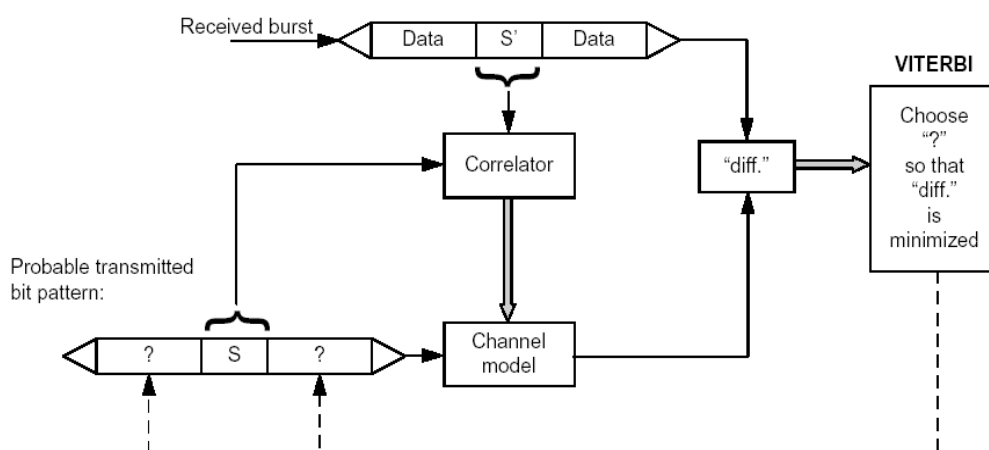 Received burst
Data
S’
Data
VITERBI
Choose
“?”
so that
“diff.”
is
minimized
“diff.”
Correlator
Probable transmitted
bit pattern:
?
S
?
Channel
model